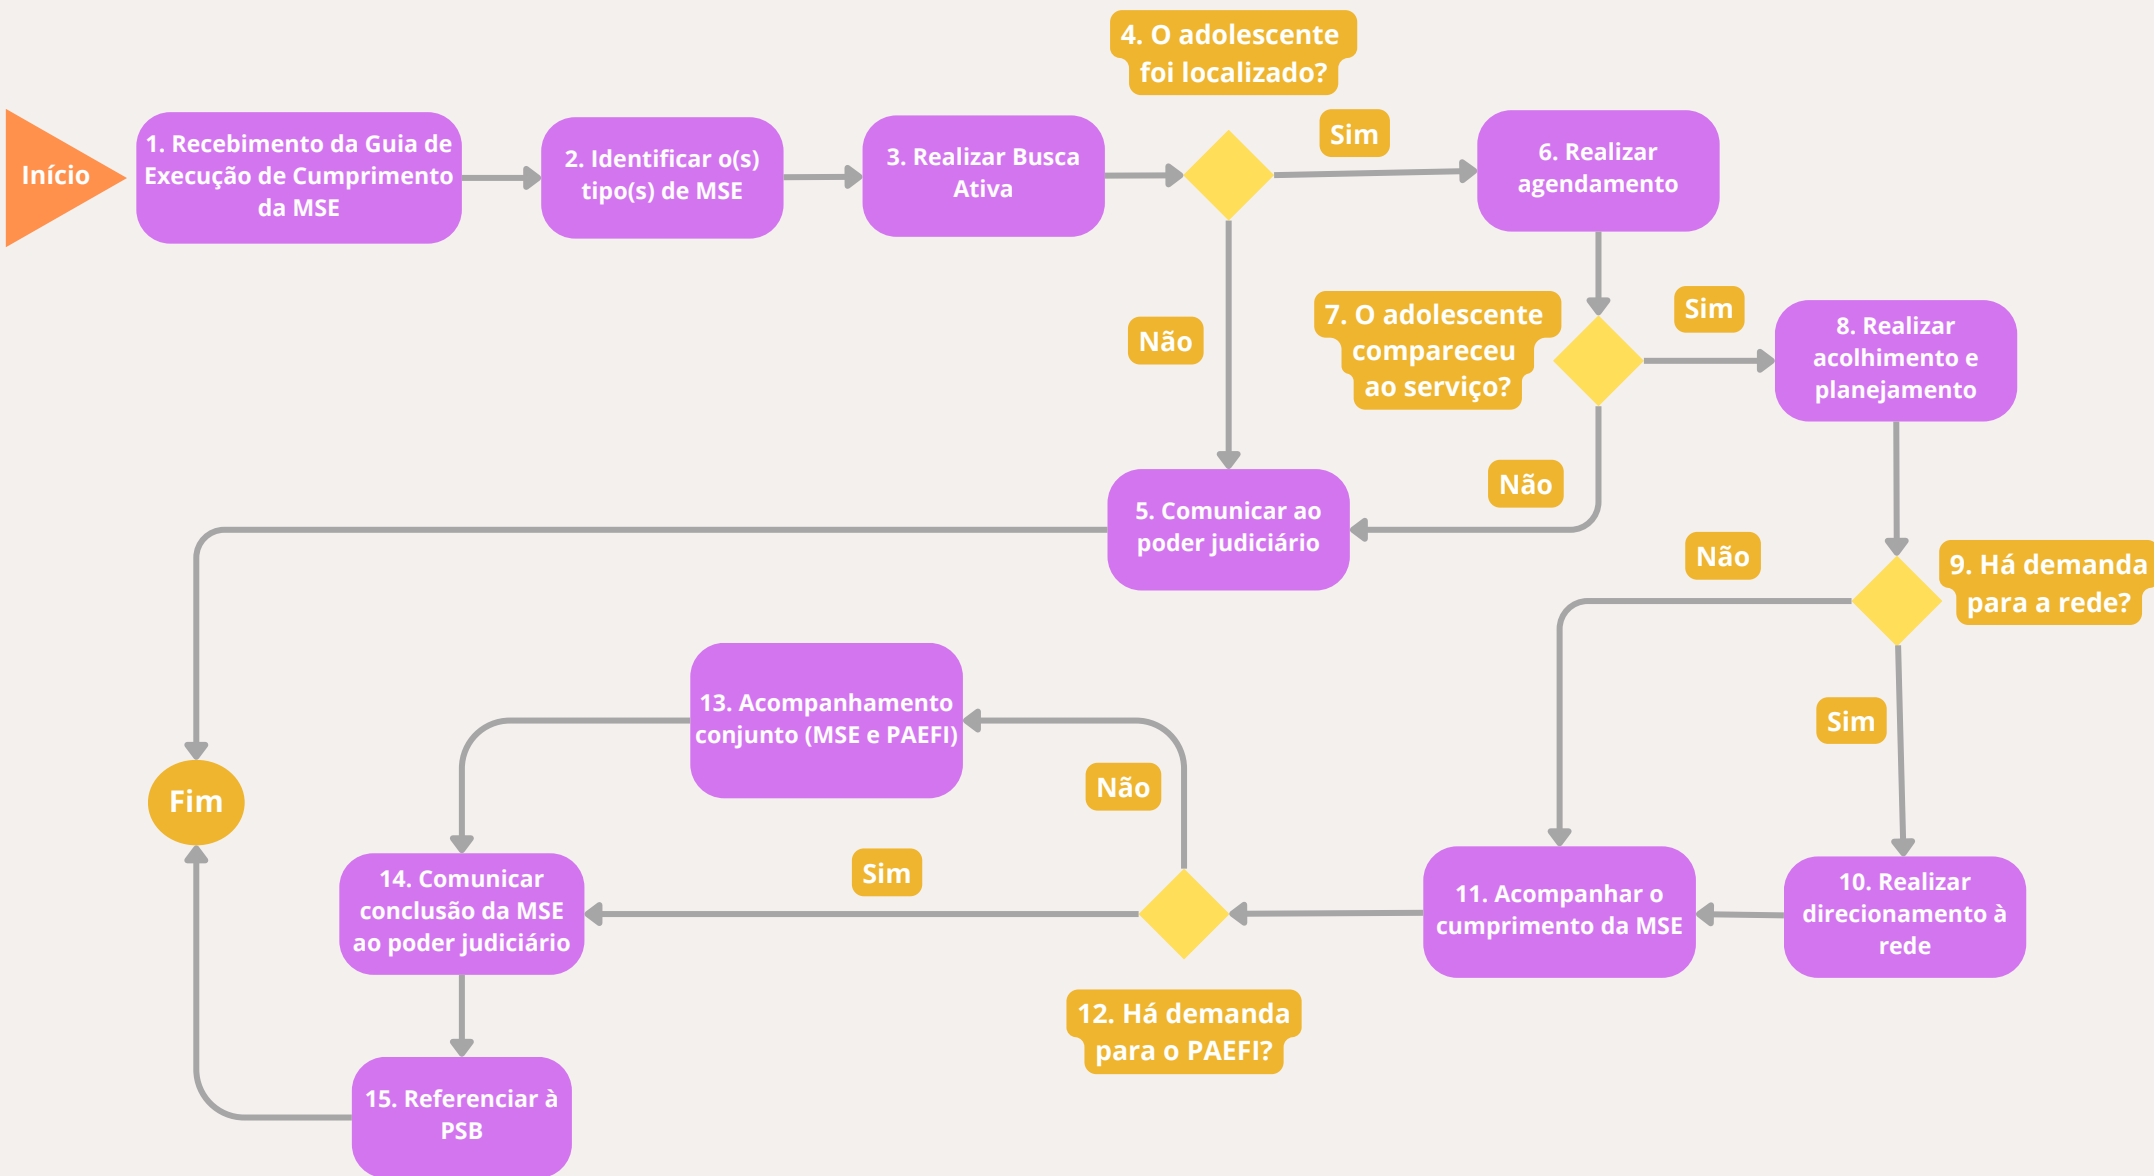 Início
1. Recebimento da Guia de
Execução de Cumprimento
da MSE
2. Identificar o(s)
tipo(s) de MSE
3. Realizar Busca
Ativa
4. O adolescente
foi localizado?
Sim
Não
5. Comunicar ao
poder judiciário
6. Realizar
agendamento
7. O adolescente
compareceu
ao serviço?
Sim
Não
8. Realizar
acolhimento e
planejamento
9. Há demanda
para a rede?
Não
Sim
10. Realizar
direcionamento à
rede
11. Acompanhar o
cumprimento da MSE
12. Há demanda
para o PAEFI?
Não
Sim
13. Acompanhamento
conjunto (MSE e PAEFI)
14. Comunicar
conclusão da MSE
ao poder judiciário
15. Referenciar à
PSB
Fim